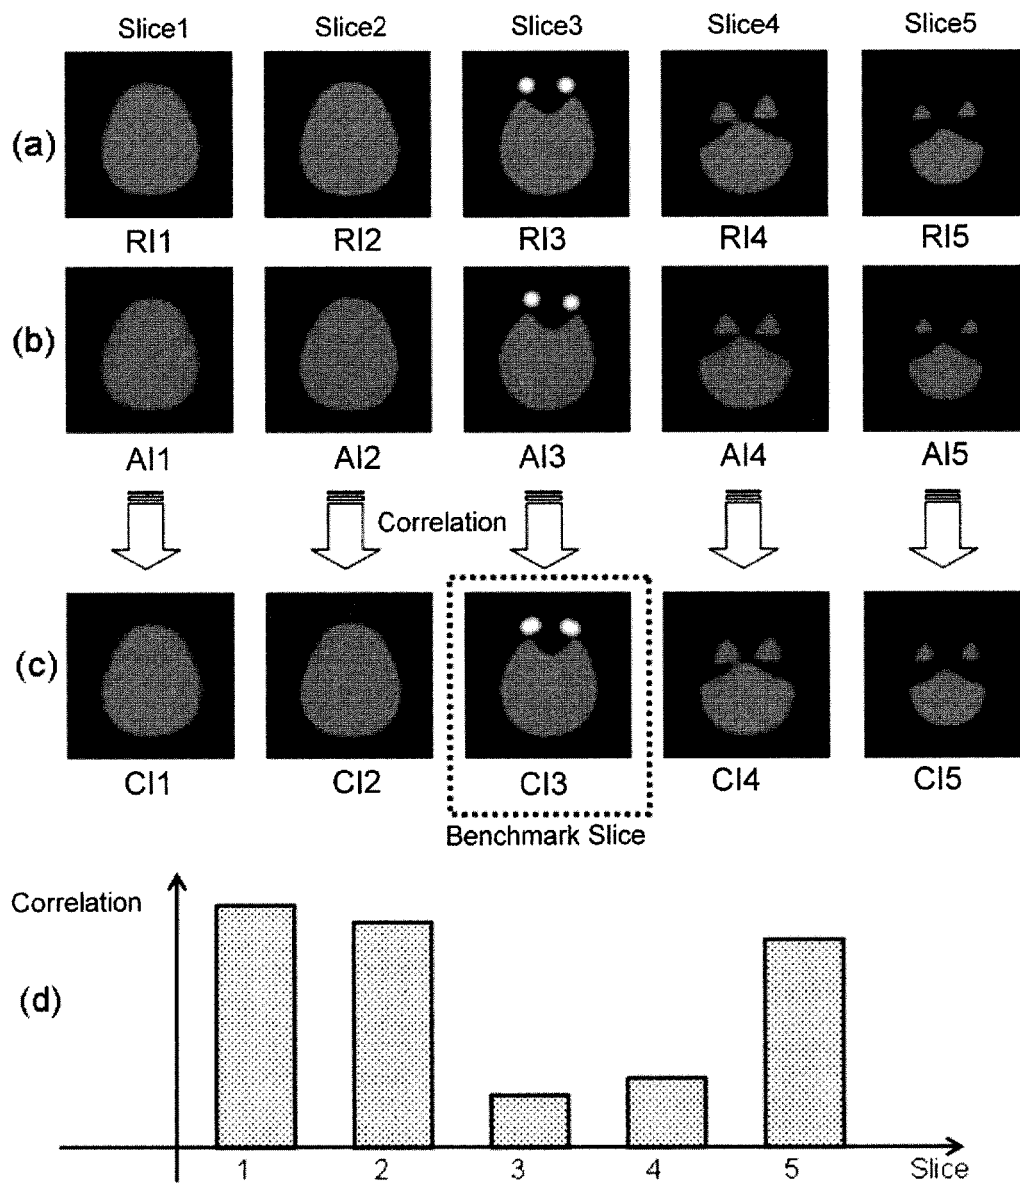 Slice1 Slice2 Slice3 Slice4 Slice5
(a)
RI1 RI2 RI3 RI4 RI5
(b)
AI1 AI2 AI3 AI4 AI5
Correlation
(c)
CI1 CI2 CI3 CI4 CI5
Benchmark Slice
Correlation
(d)
1 2 3 4 5 Slice